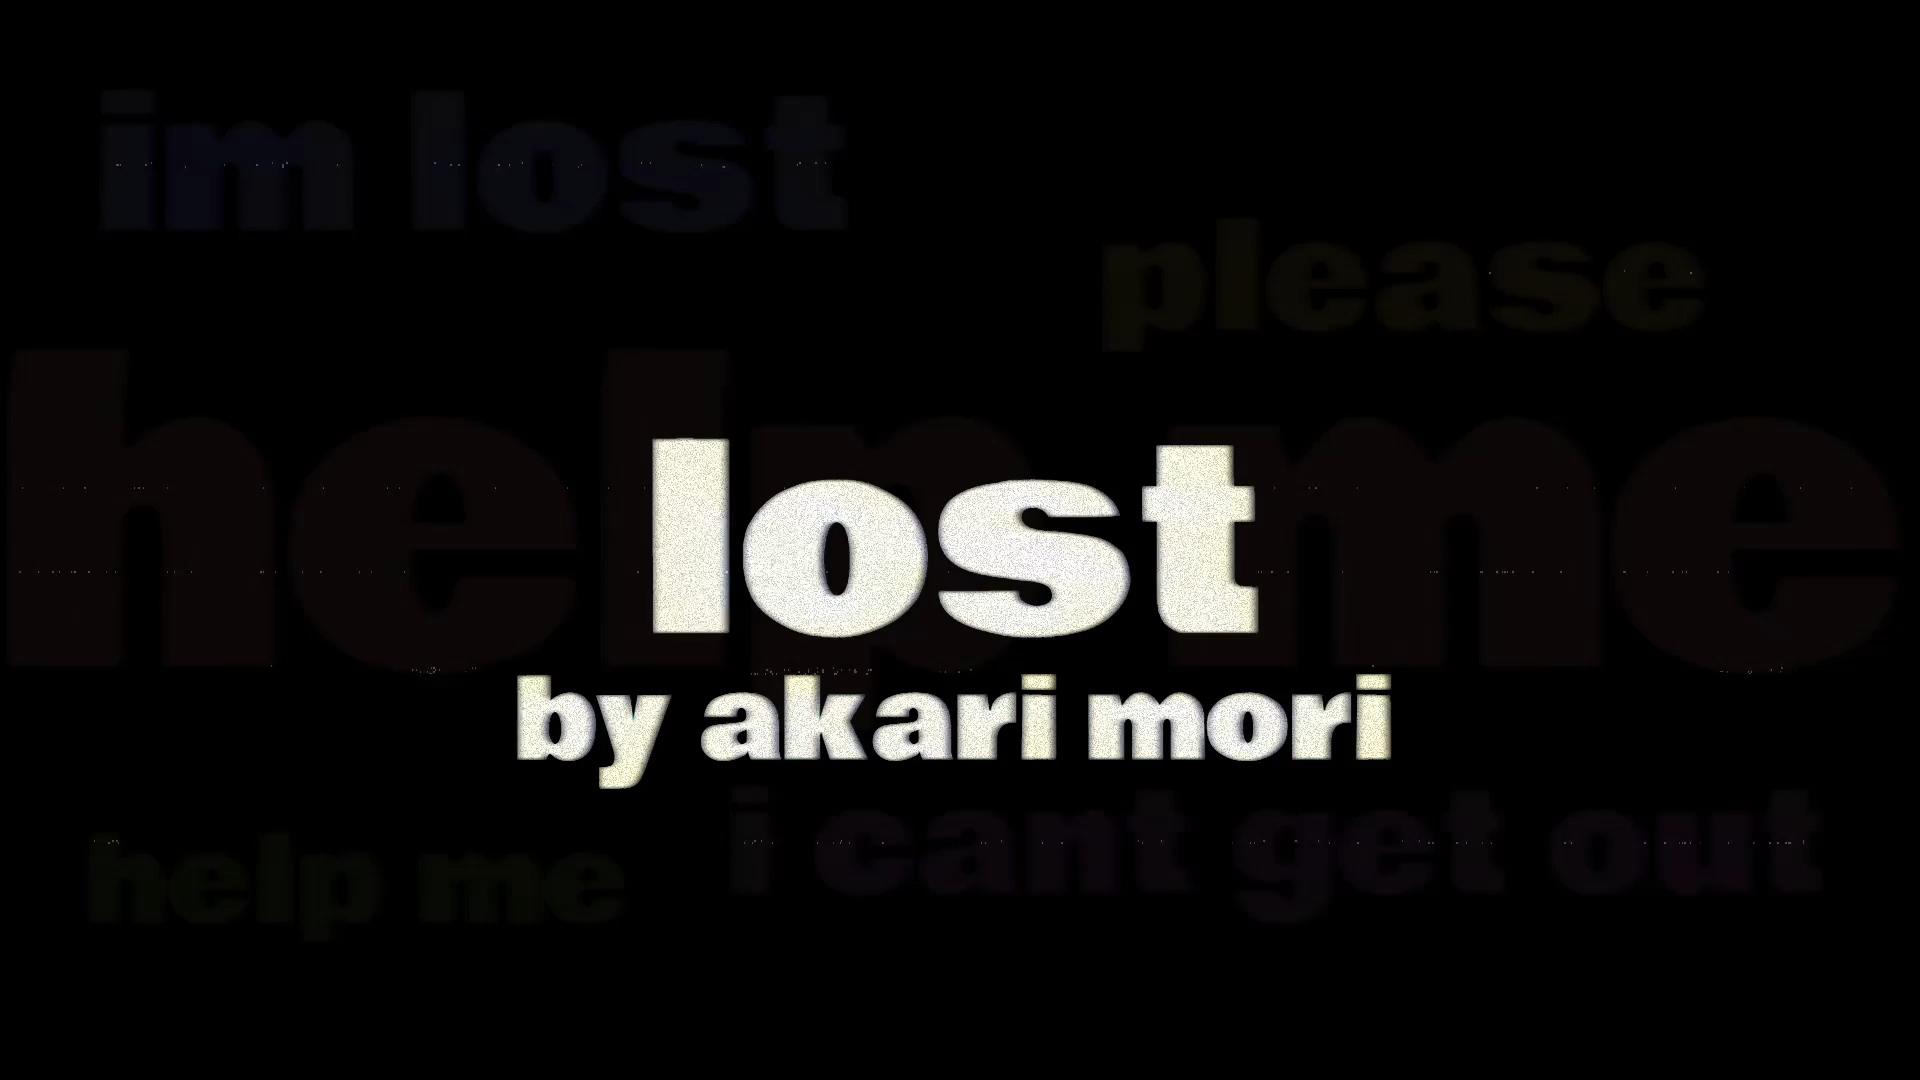 im lost
please
help me
lost
by akari mori
i cant get out
help me